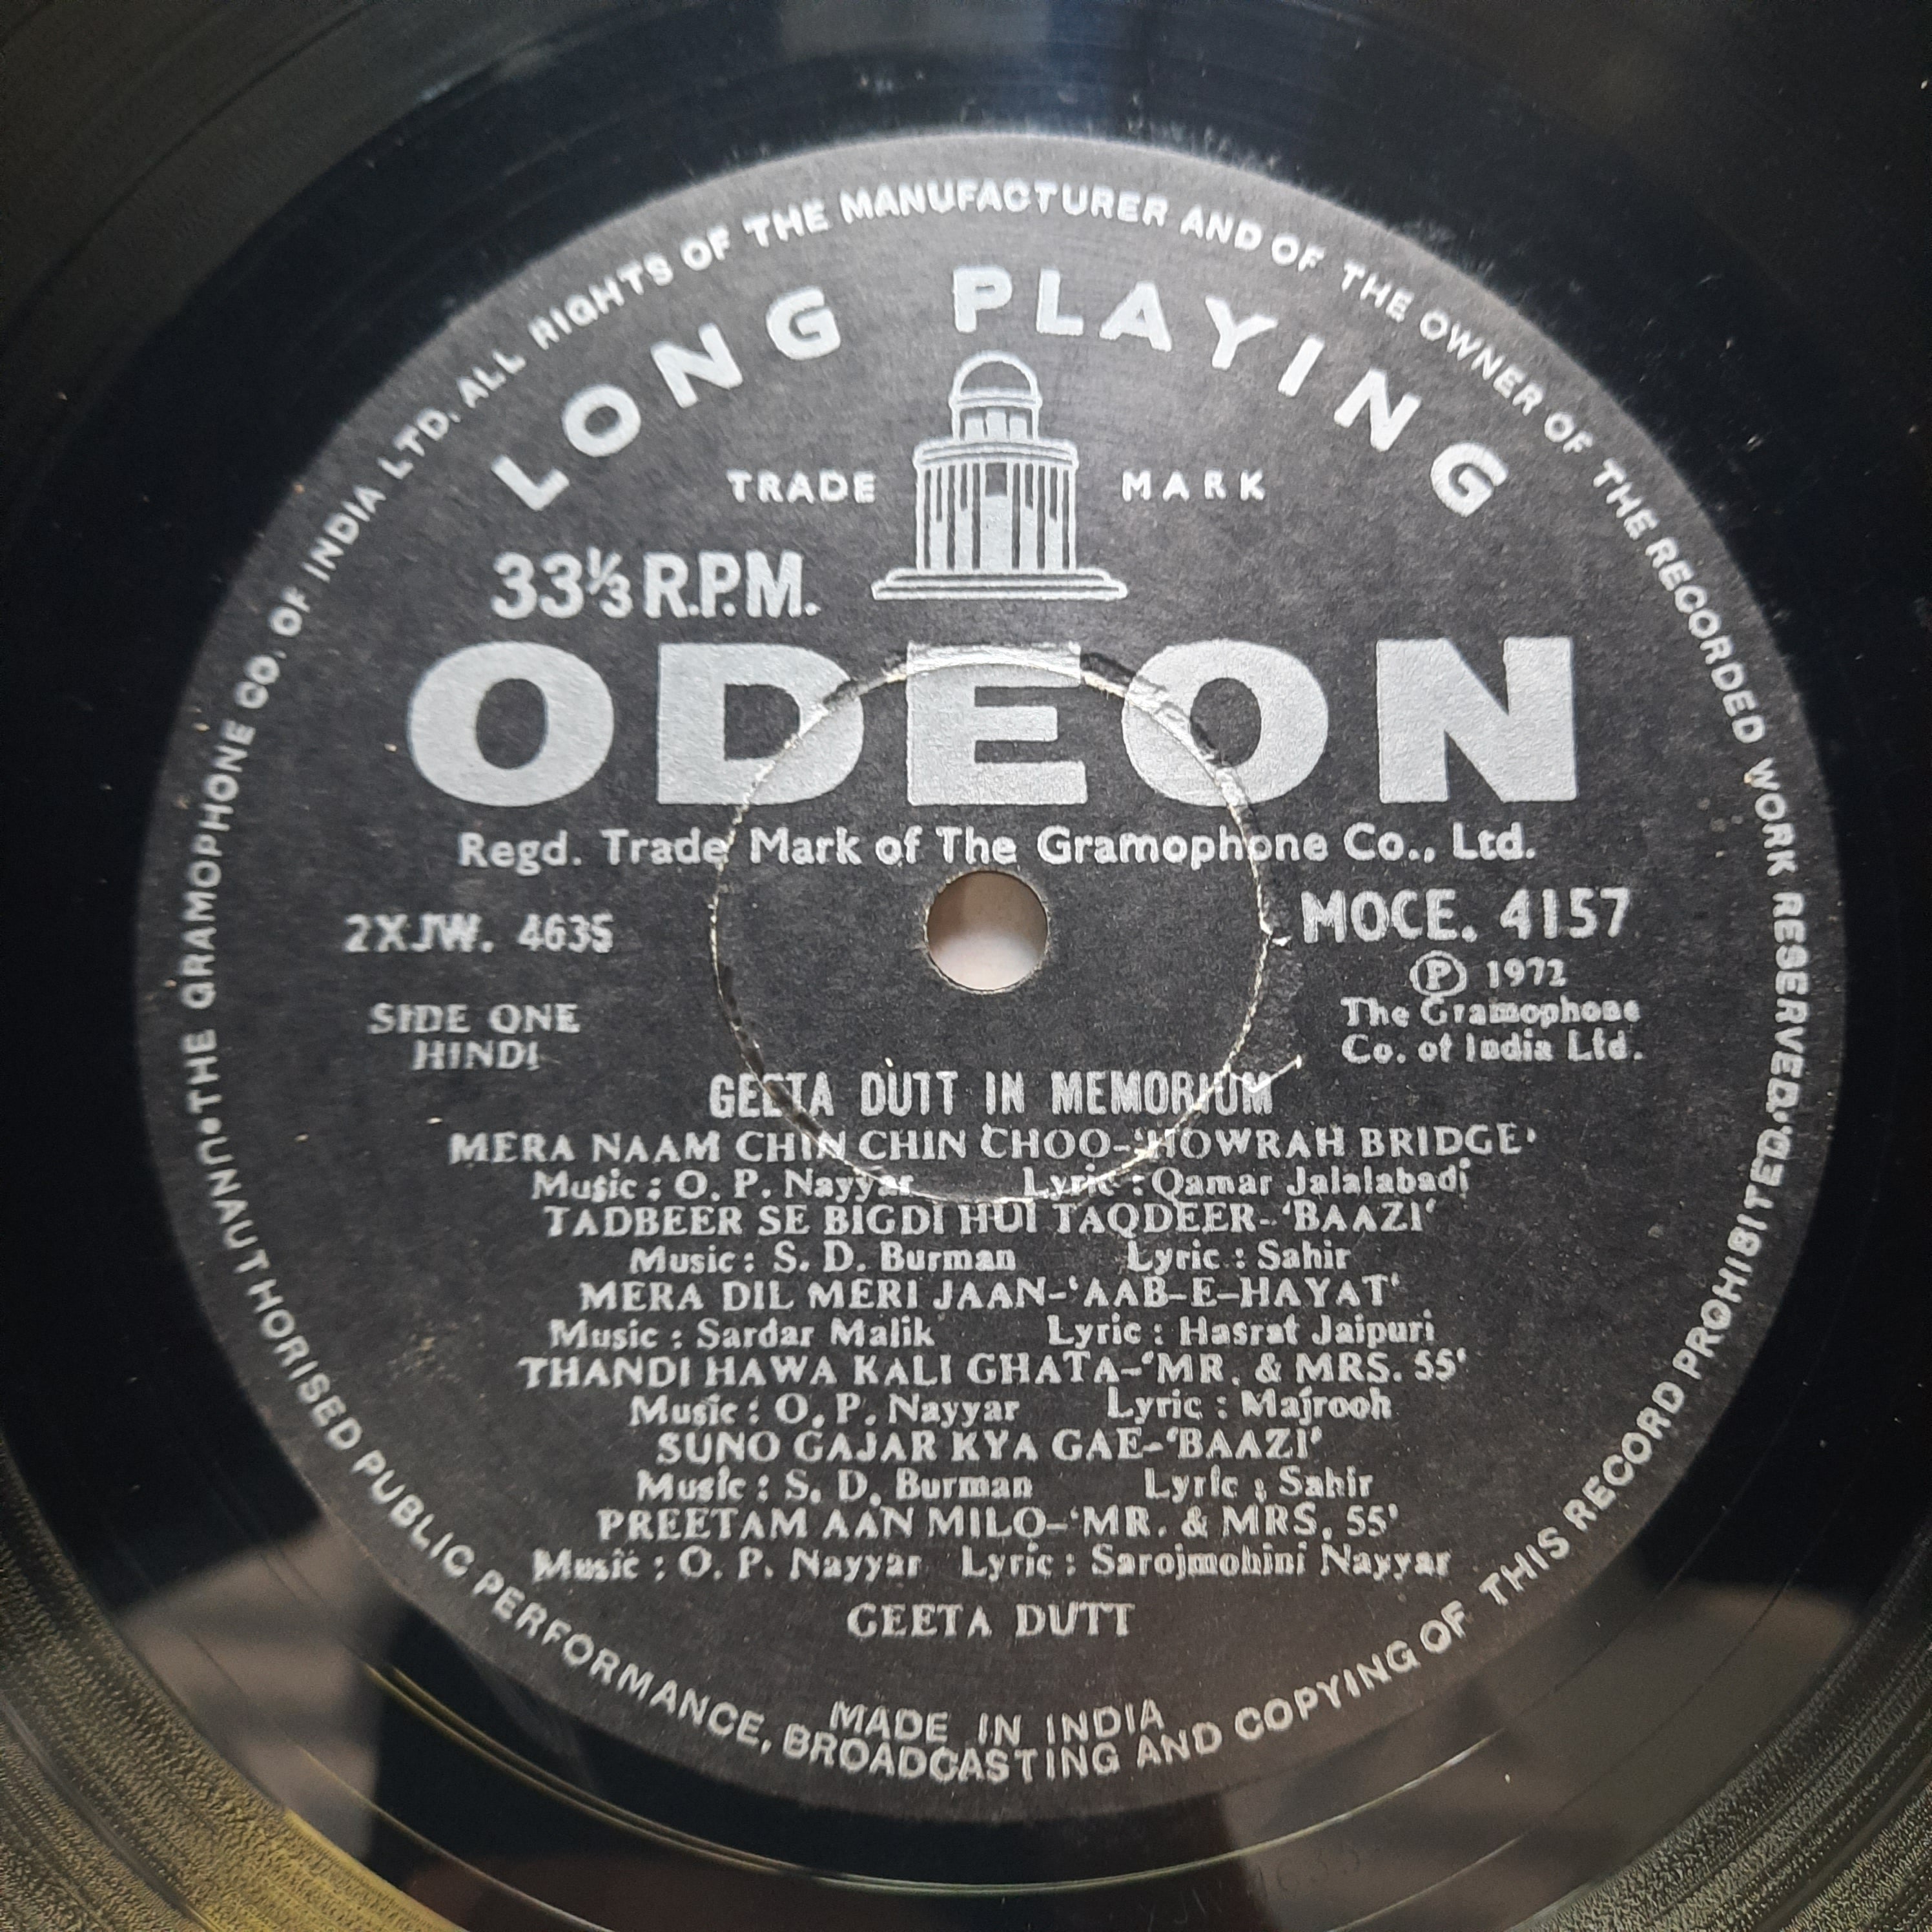 THE GRAMOPHONE CO. OF INDIA LTD. ALL RIGHTS OF THE MANUFACTURER AND OF THE OWNER OF THE RECORDED WORK RESERVED.
UNAUTHORISED PUBLIC PERFORMANCE, BROADCASTING AND COPYING OF THIS RECORD PROHIBITED.
LONG PLAYING
TRADE MARK
33⅓ R.P.M.
ODEON
Regd. Trade Mark of The Gramophone Co., Ltd.
2XJW. 4635
MOCE. 4157
℗ 1972
The Gramophone
Co. of India Ltd.
SIDE ONE
HINDI
GEETA DUTT IN MEMORIUM
MERA NAAM CHIN CHIN CHOO-'HOWRAH BRIDGE'
Music : O. P. Nayyar Lyric : Qamar Jalalabadi
TADBEER SE BIGDI HUI TAQDEER-'BAAZI'
Music : S. D. Burman Lyric : Sahir
MERA DIL MERI JAAN-'AAB-E-HAYAT'
Music : Sardar Malik Lyric : Hasrat Jaipuri
THANDI HAWA KALI GHATA-'MR. & MRS. 55'
Music : O. P. Nayyar Lyric : Majrooh
SUNO GAJAR KYA GAE-'BAAZI'
Music : S. D. Burman Lyric : Sahir
PREETAM AAN MILO-'MR. & MRS. 55'
Music : O. P. Nayyar Lyric : Sarojmohini Nayyar
GEETA DUTT
MADE IN INDIA